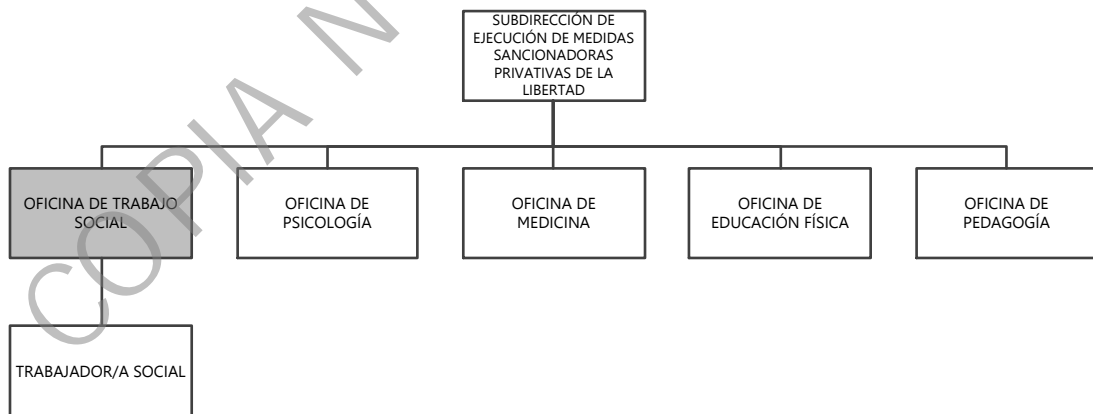 SUBDIRECCIÓN DE
EJECUCIÓN DE MEDIDAS
SANCIONADORAS
PRIVATIVAS DE LA
LIBERTAD
OFICINA DE TRABAJO
SOCIAL
OFICINA DE
PSICOLOGÍA
OFICINA DE
MEDICINA
OFICINA DE
EDUCACIÓN FÍSICA
OFICINA DE
PEDAGOGÍA
TRABAJADOR/A SOCIAL
COPIA N